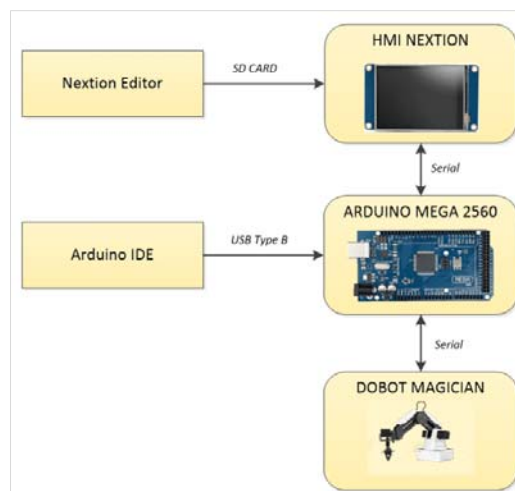 HMI NEXTION
Nextion Editor
SD CARD
Serial
ARDUINO MEGA 2560
Arduino IDE
USB Type B
Serial
DOBOT MAGICIAN